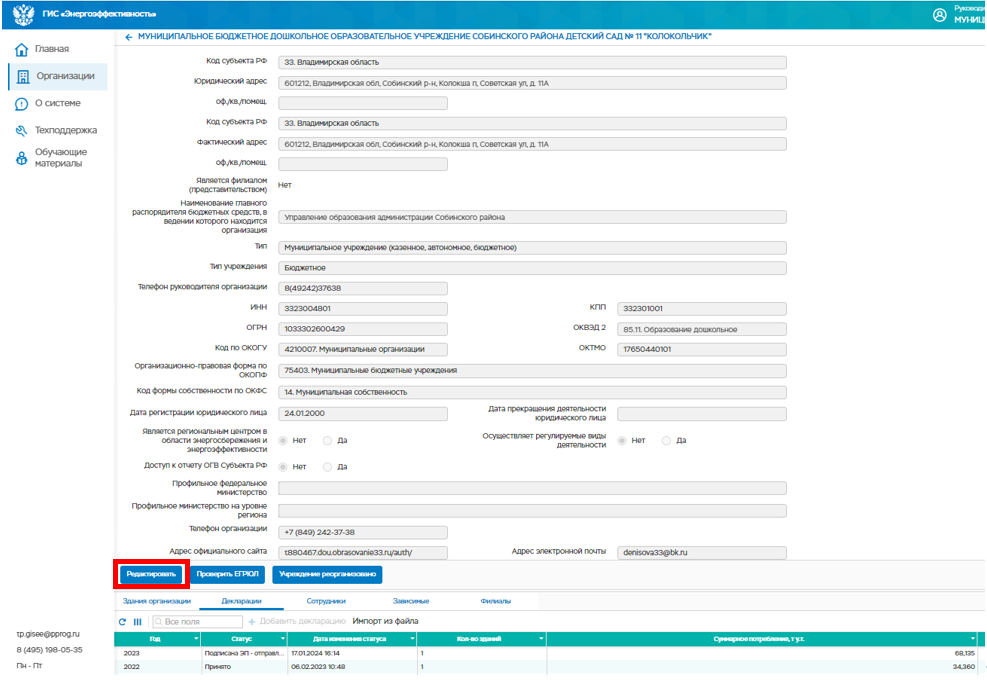 ГИС «Энергоэффективность»
Руковод
МУНИЦ
Главная
Организации
О системе
Техподдержка
Обучающие
материалы
← МУНИЦИПАЛЬНОЕ БЮДЖЕТНОЕ ДОШКОЛЬНОЕ ОБРАЗОВАТЕЛЬНОЕ УЧРЕЖДЕНИЕ СОБИНСКОГО РАЙОНА ДЕТСКИЙ САД № 11 "КОЛОКОЛЬЧИК"
Код субъекта РФ 33. Владимирская область
Юридический адрес 601212, Владимирская обл, Собинский р-н, Колокша п, Советская ул, д. 11А
оф./кв./помещ.
Код субъекта РФ 33. Владимирская область
Фактический адрес 601212, Владимирская обл, Собинский р-н, Колокша п, Советская ул, д. 11А
оф./кв./помещ.
Является филиалом
(представительством) Нет
Наименование главного
распорядителя бюджетных средств, в
ведении которого находится
организация
Управление образования администрации Собинского района
Тип Муниципальное учреждение (казенное, автономное, бюджетное)
Тип учреждения Бюджетное
Телефон руководителя организации 8(49242)37638
ИНН 3323004801 КПП 332301001
ОГРН 1033302600429 ОКВЭД 2 85.11. Образование дошкольное
Код по ОКОГУ 4210007. Муниципальные организации ОКТМО 17650440101
Организационно-правовая форма по
ОКОПФ 75403. Муниципальные бюджетные учреждения
Код формы собственности по ОКФС 14. Муниципальная собственность
Дата регистрации юридического лица 24.01.2000 Дата прекращения деятельности
юридического лица
Является региональным центром в
области энергосбережения и
энергоэффективности Нет Да
Осуществляет регулируемые виды
деятельности Нет Да
Доступ к отчету ОГВ Субъекта РФ Нет Да
Профильное федеральное
министерство
Профильное министерство на уровне
региона
Телефон организации +7 (849) 242-37-38
Адрес официального сайта t880467.dou.obrasovanie33.ru/auth/ Адрес электронной почты denisova33@bk.ru
Редактировать Проверить ЕГРЮЛ Учреждение реорганизовано
Здания организации Декларации Сотрудники Зависимые Филиалы
Все поля + Добавить декларацию Импорт из файла
Год Статус Дата изменения статуса Кол-во зданий Суммарное потребление, т у.т.
2023 Подписана ЭП - отправл... 17.01.2024 16:14 1 68,135
2022 Принято 06.02.2023 10:48 1 34,360
tp.gisee@pprog.ru
8 (495) 198-05-35
Пн - Пт